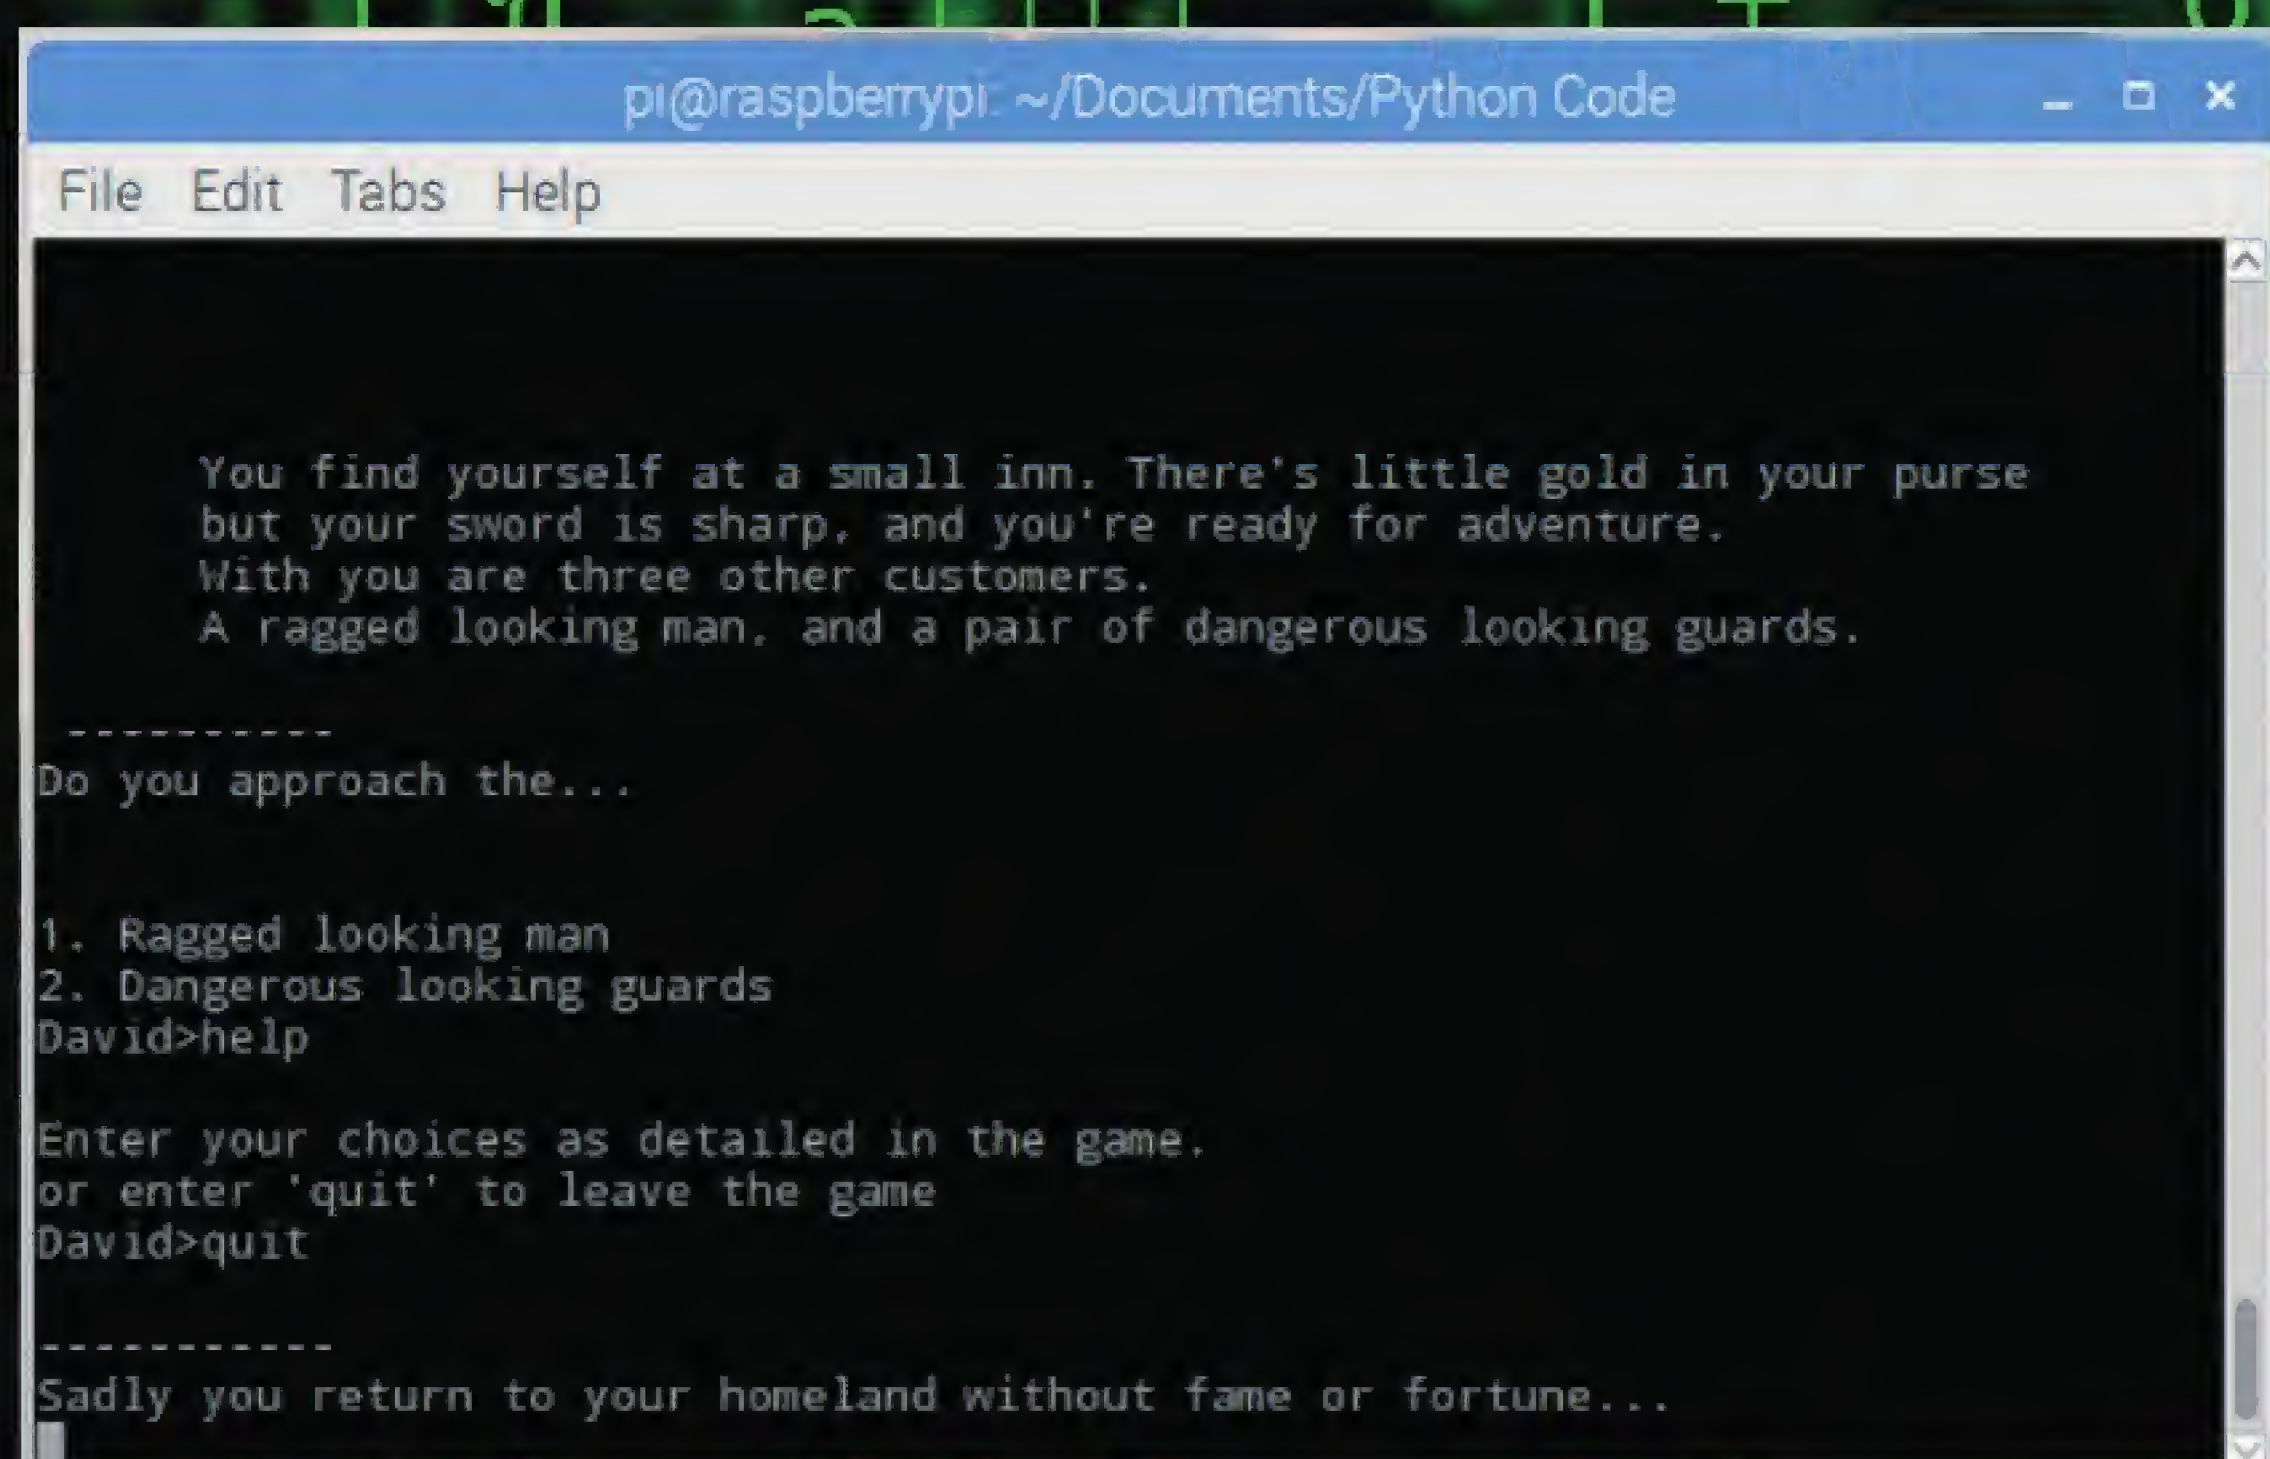 pi@raspberrypi: ~/Documents/Python Code
File Edit Tabs Help
You find yourself at a small inn. There's little gold in your purse
but your sword is sharp, and you're ready for adventure.
With you are three other customers.
A ragged looking man, and a pair of dangerous looking guards.
----------
Do you approach the...
1. Ragged looking man
2. Dangerous looking guards
David>help
Enter your choices as detailed in the game.
or enter 'quit' to leave the game
David>quit
-----------
Sadly you return to your homeland without fame or fortune...